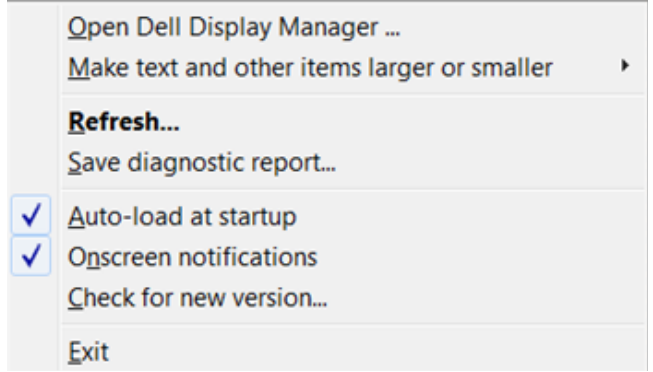 Open Dell Display Manager ...
Make text and other items larger or smaller
Refresh...
Save diagnostic report...
Auto-load at startup
Onscreen notifications
Check for new version...
Exit